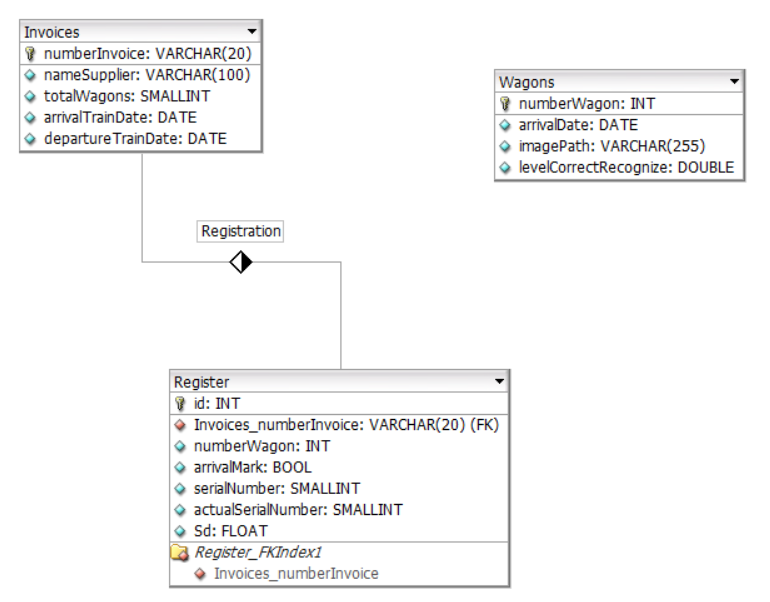 Invoices
numberInvoice: VARCHAR(20)
nameSupplier: VARCHAR(100)
totalWagons: SMALLINT
arrivalTrainDate: DATE
departureTrainDate: DATE
Wagons
numberWagon: INT
arrivalDate: DATE
imagePath: VARCHAR(255)
levelCorrectRecognize: DOUBLE
Registration
Register
id: INT
Invoices_numberInvoice: VARCHAR(20) (FK)
numberWagon: INT
arrivalMark: BOOL
serialNumber: SMALLINT
actualSerialNumber: SMALLINT
Sd: FLOAT
Register_FKIndex1
Invoices_numberInvoice